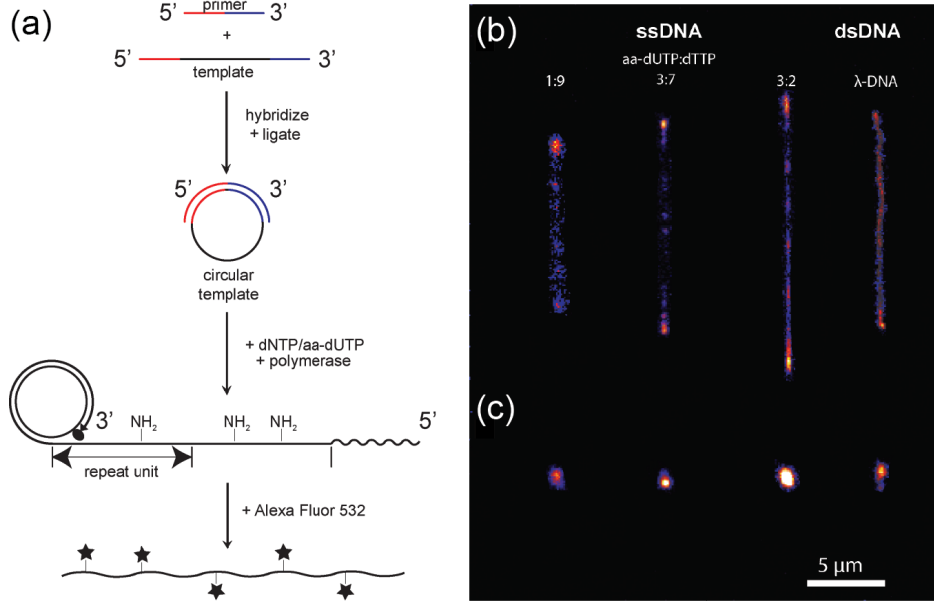 (a)
5’ primer 3’
+
5’ 3’
template
hybridize
+ ligate
5’ 3’
circular
template
+ dNTP/aa-dUTP
+ polymerase
3’ NH2 NH2 NH2 5’
repeat unit
+ Alexa Fluor 532
(b)
ssDNA dsDNA
aa-dUTP:dTTP
1:9 3:7 3:2 λ-DNA
(c)
5 µm